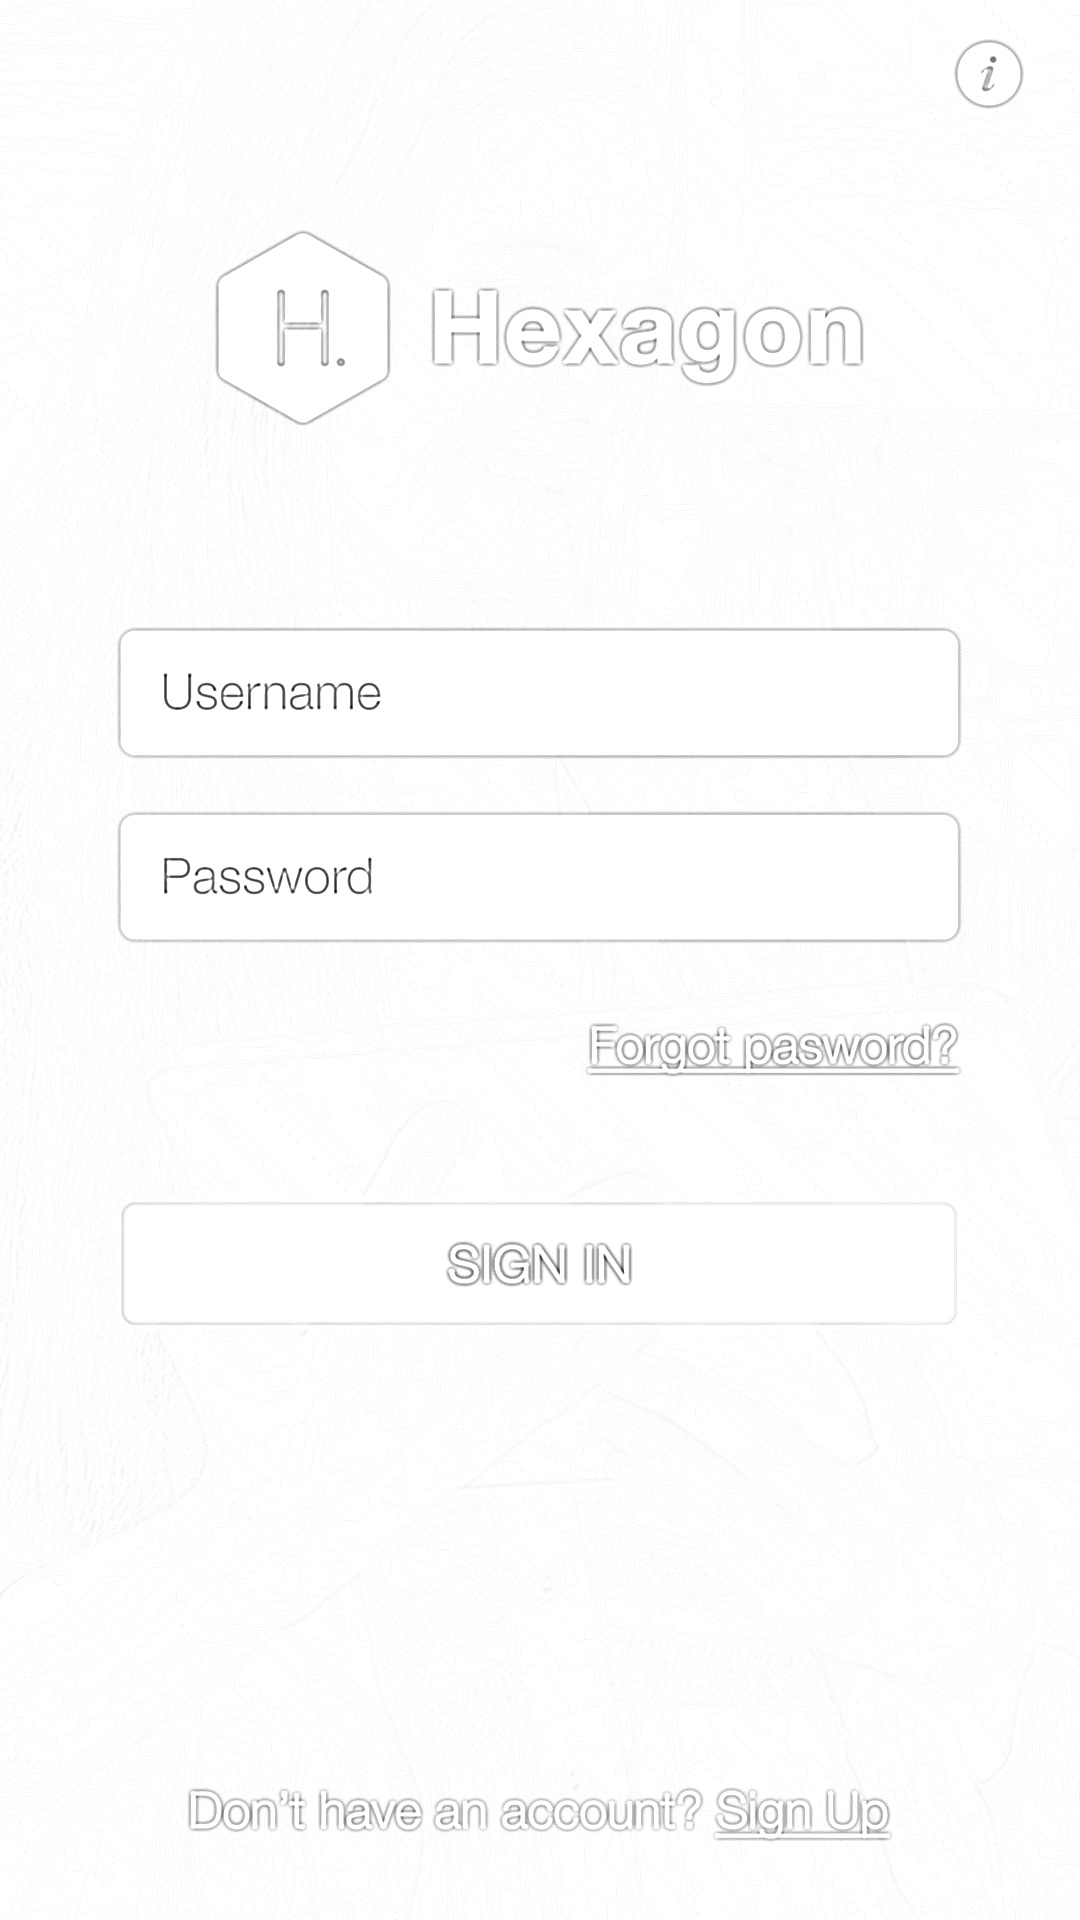 i
H.
Hexagon
Username
Password
Forgot pasword?
SIGN IN
Don't have an account? Sign Up